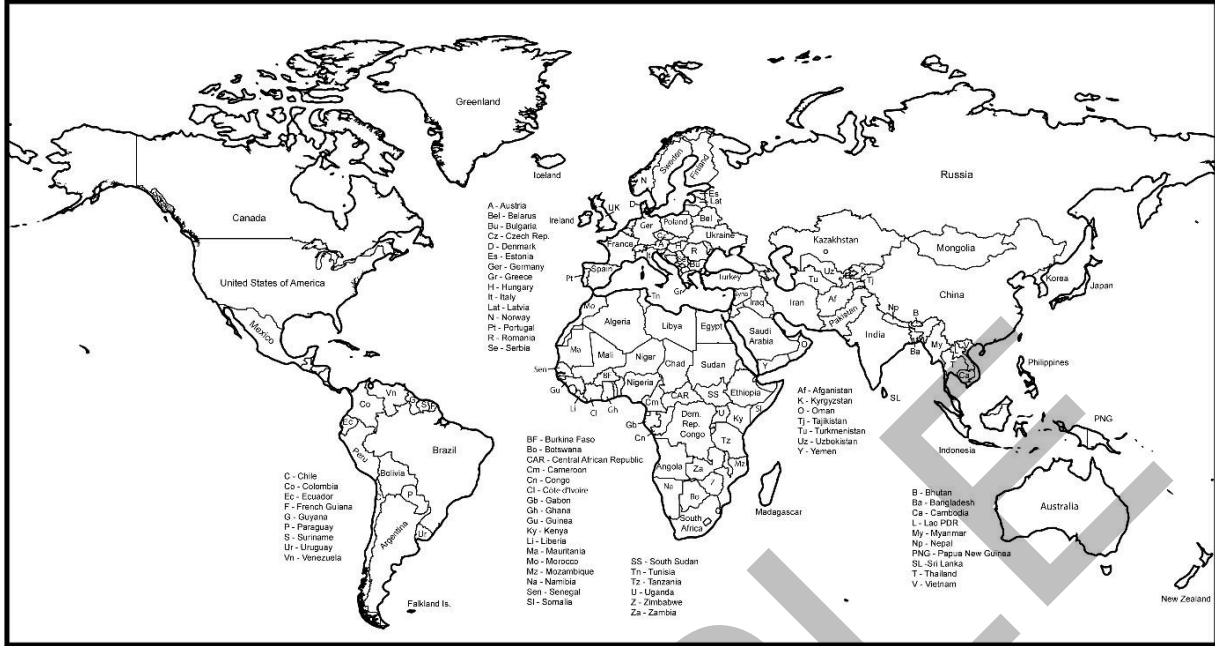 Greenland
Iceland
Canada
United States of America
Mexico
Russia
Sweden
Finland
N
Es
Lat
D
UK
Ireland
Ger
Poland
Bel
Ukraine
France
Cz
A
H
R
It
Se
Bu
Spain
Pt
Gr
Turkey
Kazakhstan
Mongolia
Uz
K
Tu
Tj
China
Korea
Japan
Syria
Iraq
Iran
Af
Pakistan
Np
B
India
Ba
My
L
V
T
Ca
SL
Philippines
PNG
Indonesia
Saudi
Arabia
O
Y
Mo
Tn
Algeria
Libya
Egypt
Ma
Mali
Niger
Chad
Sudan
Sen
BF
Nigeria
Gu
Li
CI
Gh
Cm
CAR
SS
Ethiopia
Sl
Gb
Cn
Dem.
Rep.
Congo
U
Ky
Tz
Angola
Za
Mz
Na
Bo
Z
South
Africa
Madagascar
Vn
Co
G
S
F
Ec
Peru
Brazil
Bolivia
P
Argentina
Ur
Falkland Is.
Australia
New Zealand
A - Austria
Bel - Belarus
Bu - Bulgaria
Cz - Czech Rep.
D - Denmark
Es - Estonia
Ger - Germany
Gr - Greece
H - Hungary
It - Italy
Lat - Latvia
N - Norway
Pt - Portugal
R - Romania
Se - Serbia
Af - Afganistan
K - Kyrgyzstan
O - Oman
Tj - Tajikistan
Tu - Turkmenistan
Uz - Uzbokistan
Y - Yemen
BF - Burkina Faso
Bo - Botswana
CAR - Central African Republic
Cm - Cameroon
Cn - Congo
CI - Côte d'Ivoire
Gb - Gabon
Gh - Ghana
Gu - Guinea
Ky - Kenya
Li - Liberia
Ma - Mauritania
Mo - Morocco
Mz - Mozambique
Na - Namibia
Sen - Senegal
Sl - Somalia
SS - South Sudan
Tn - Tunisia
Tz - Tanzania
U - Uganda
Z - Zimbabwe
Za - Zambia
C - Chile
Co - Colombia
Ec - Ecuador
F - French Guiana
G - Guyana
P - Paraguay
S - Suriname
Ur - Uruguay
Vn - Venezuela
B - Bhutan
Ba - Bangladesh
Ca - Cambodia
L - Lao PDR
My - Myanmar
Np - Nepal
PNG - Papua New Guinea
SL -Sri Lanka
T - Thailand
V - Vietnam